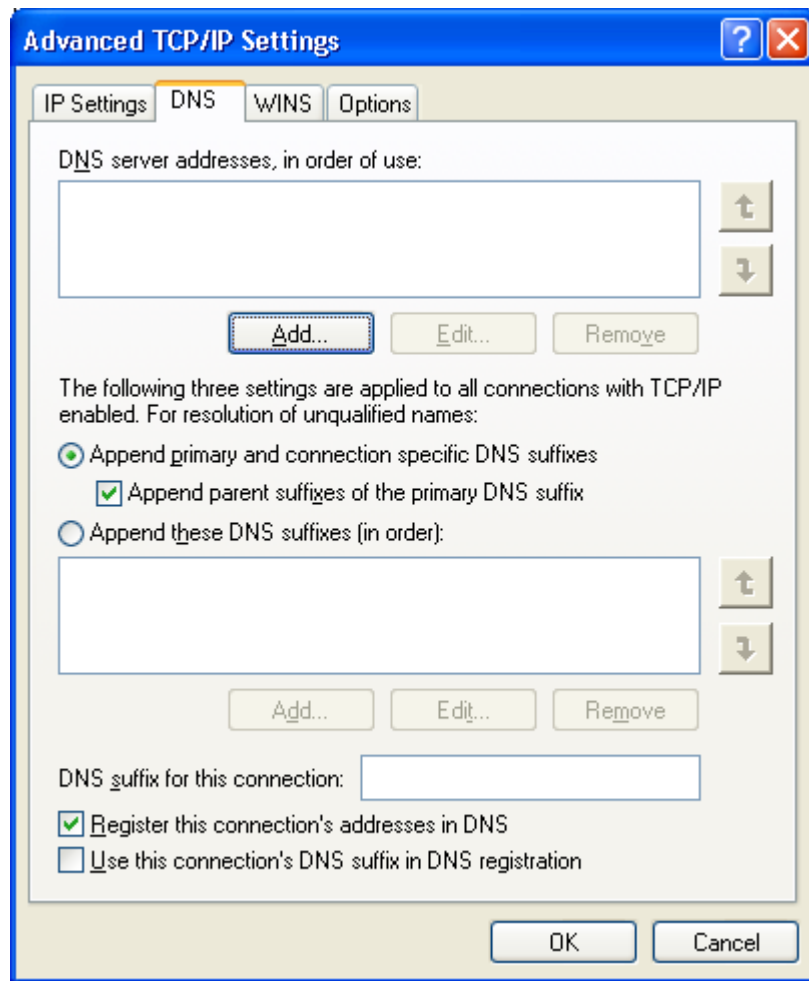 Advanced TCP/IP Settings
IP Settings DNS WINS Options
DNS server addresses, in order of use:
Add... Edit... Remove
The following three settings are applied to all connections with TCP/IP
enabled. For resolution of unqualified names:
Append primary and connection specific DNS suffixes
Append parent suffixes of the primary DNS suffix
Append these DNS suffixes (in order):
Add... Edit... Remove
DNS suffix for this connection:
Register this connection's addresses in DNS
Use this connection's DNS suffix in DNS registration
OK Cancel